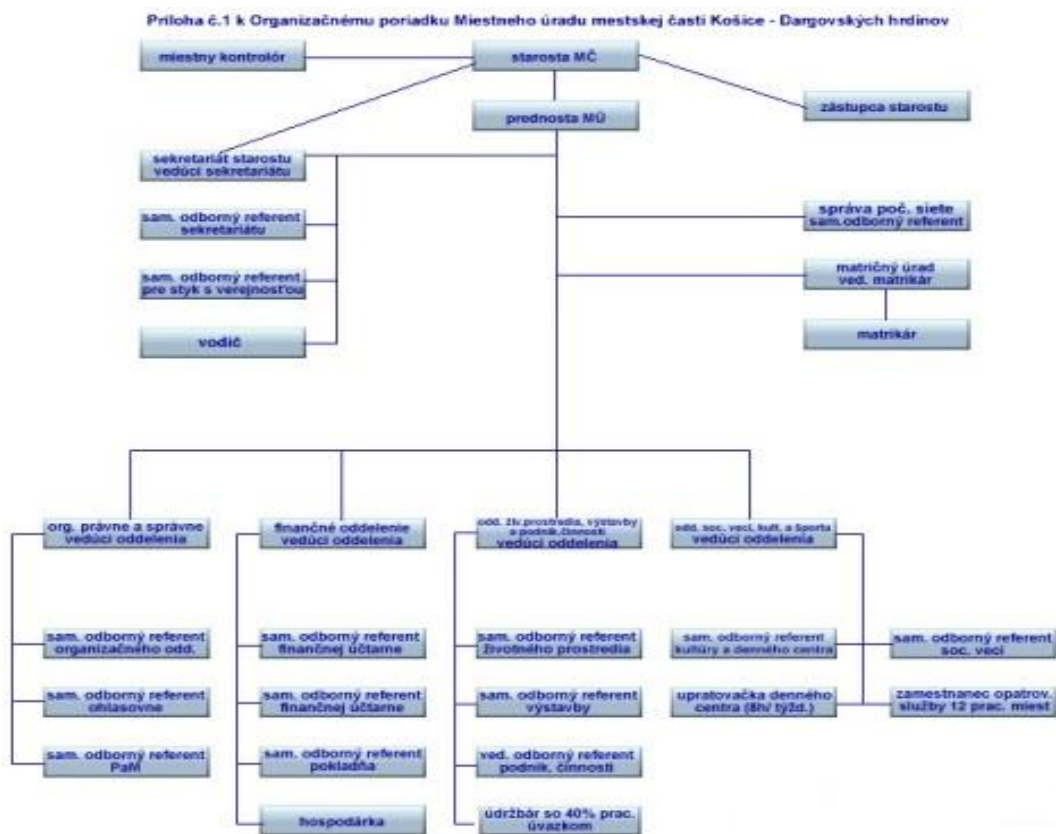 Príloha č.1 k Organizačnému poriadku Miestneho úradu mestskej časti Košice - Dargovských hrdinov
miestny kontrolór
starosta MČ
zástupca starostu
prednosta MÚ
sekretariát starostu
vedúci sekretariátu
sam. odborný referent
sekretariátu
sam. odborný referent
pre styk s verejnosťou
vodič
správa poč. siete
sam.odborný referent
matričný úrad
ved. matrikár
matrikár
org. právne a správne
vedúci oddelenia
sam. odborný referent
organizačného odd.
sam. odborný referent
ohlasovne
sam. odborný referent
PaM
finančné oddelenie
vedúci oddelenia
sam. odborný referent
finančnej účtarne
sam. odborný referent
finančnej účtarne
sam. odborný referent
pokladňa
hospodárka
odd. živ.prostredia, výstavby
a podnik.činnosti
vedúci oddelenia
sam. odborný referent
životného prostredia
sam. odborný referent
výstavby
ved. odborný referent
podnik. činnosti
údržbár so 40% prac.
úväzkom
odd. soc. vecí, kult. a športu
vedúci oddelenia
sam. odborný referent
kultúry a denného centra
upratovačka denného
centra (8h/ týžd.)
sam. odborný referent
soc. vecí
zamestnanec opatrov.
služby 12 prac. miest